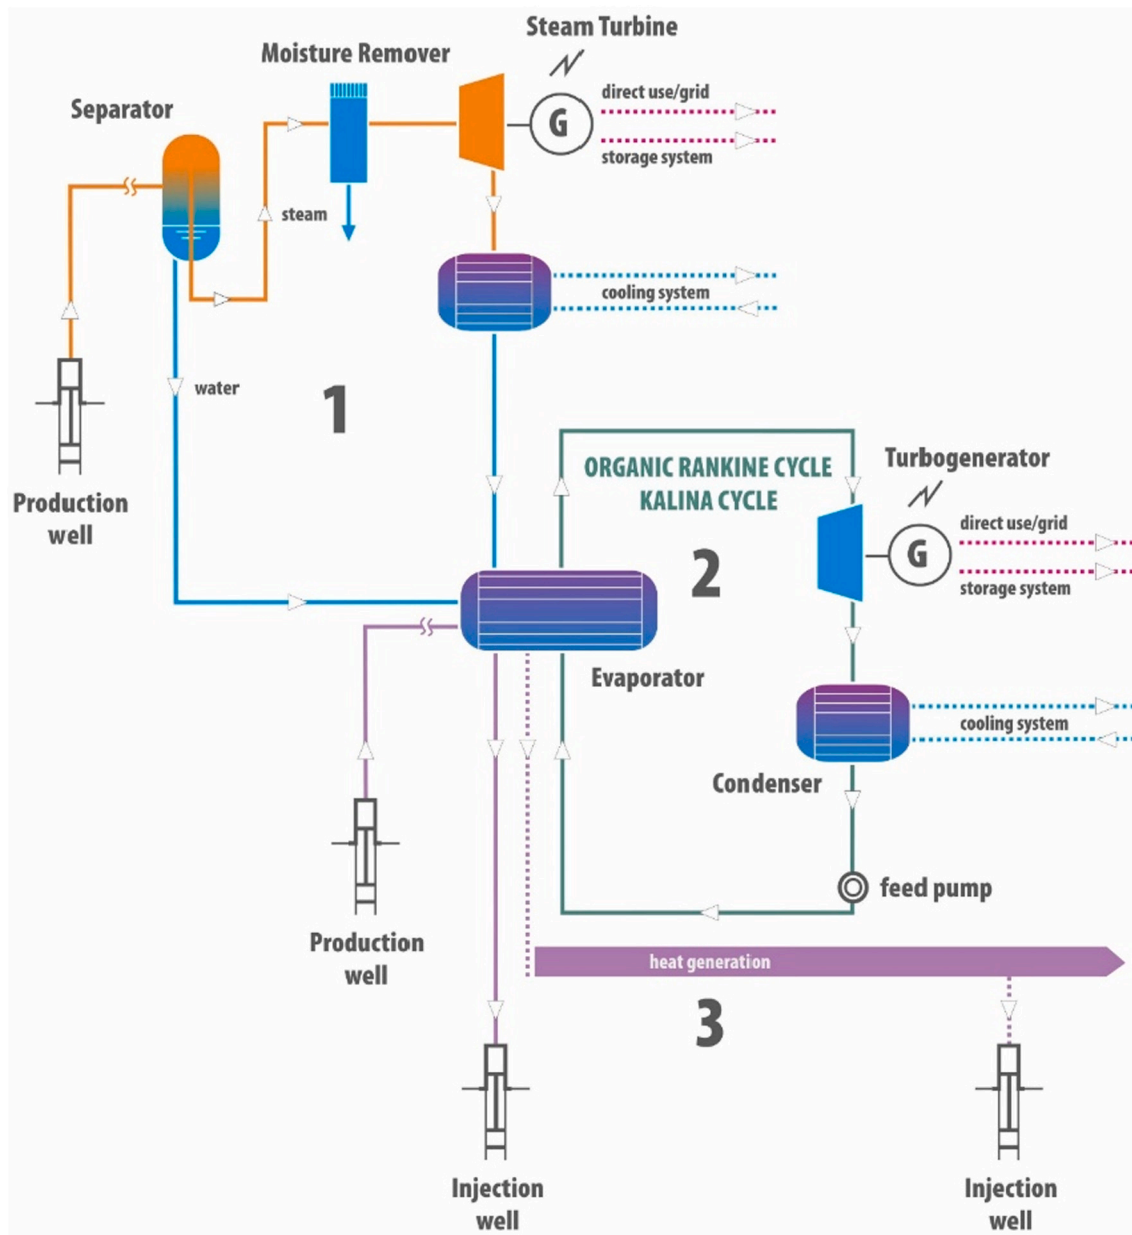 Steam Turbine
Moisture Remover
Separator
direct use/grid
G
storage system
steam
cooling system
water
1
Production
well
ORGANIC RANKINE CYCLE
KALINA CYCLE
Turbogenerator
direct use/grid
2
G
storage system
Evaporator
cooling system
Condenser
feed pump
Production
well
heat generation
3
Injection
well
Injection
well